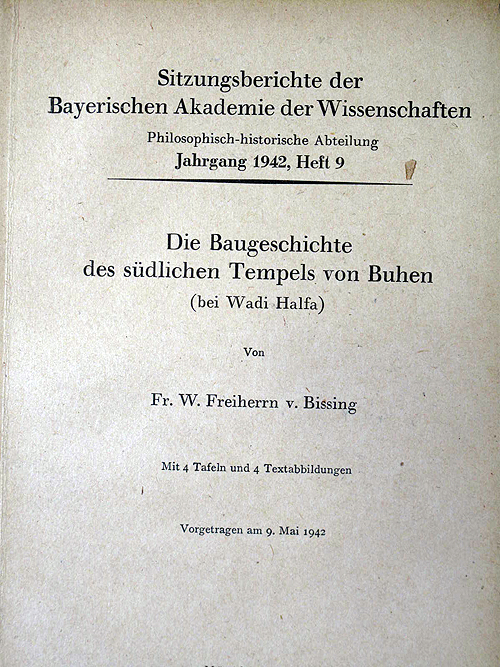 Sitzungsberichte der
Bayerischen Akademie der Wissenschaften
Philosophisch-historische Abteilung
Jahrgang 1942, Heft 9
Die Baugeschichte
des südlichen Tempels von Buhen
(bei Wadi Halfa)
Von
Fr. W. Freiherrn v. Bissing
Mit 4 Tafeln und 4 Textabbildungen
Vorgetragen am 9. Mai 1942